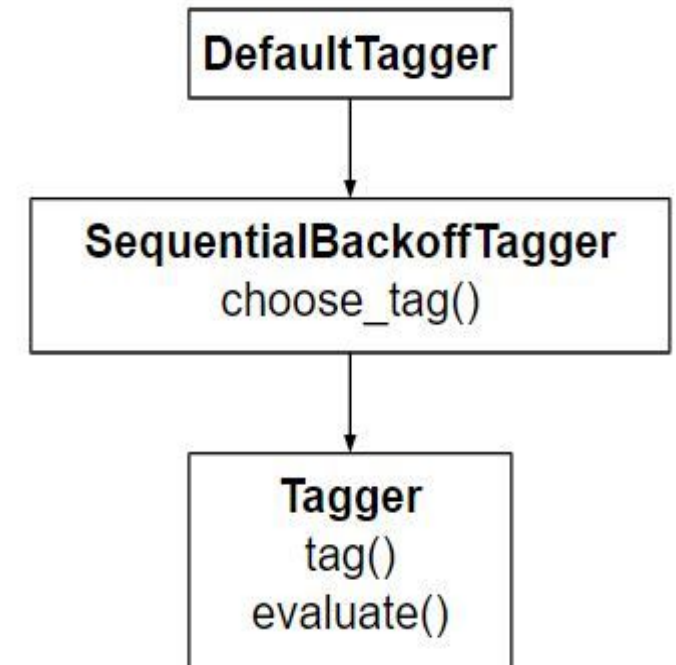 DefaultTagger
SequentialBackoffTagger
choose_tag()
Tagger
tag()
evaluate()